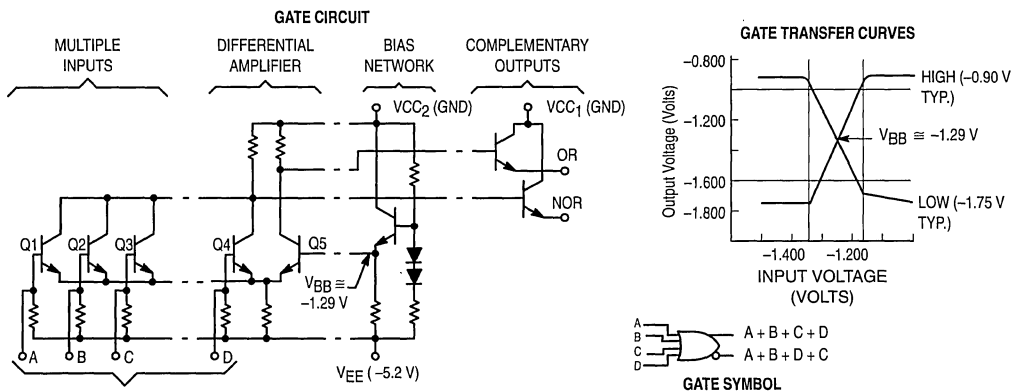 GATE CIRCUIT
MULTIPLE
INPUTS
DIFFERENTIAL
AMPLIFIER
BIAS
NETWORK
COMPLEMENTARY
OUTPUTS
VCC2 (GND)
VCC1 (GND)
OR
NOR
Q1
Q2
Q3
Q4
Q5
VBB ≅
−1.29 V
A
B
C
D
VEE (−5.2 V)
GATE TRANSFER CURVES
Output Voltage (Volts)
−0.800
−1.200
−1.600
−1.800
HIGH (−0.90 V
TYP.)
VBB ≅ −1.29 V
LOW (−1.75 V
TYP.)
−1.400
−1.200
INPUT VOLTAGE
(VOLTS)
A
B
C
D
A + B + C + D
A + B + D + C
GATE SYMBOL